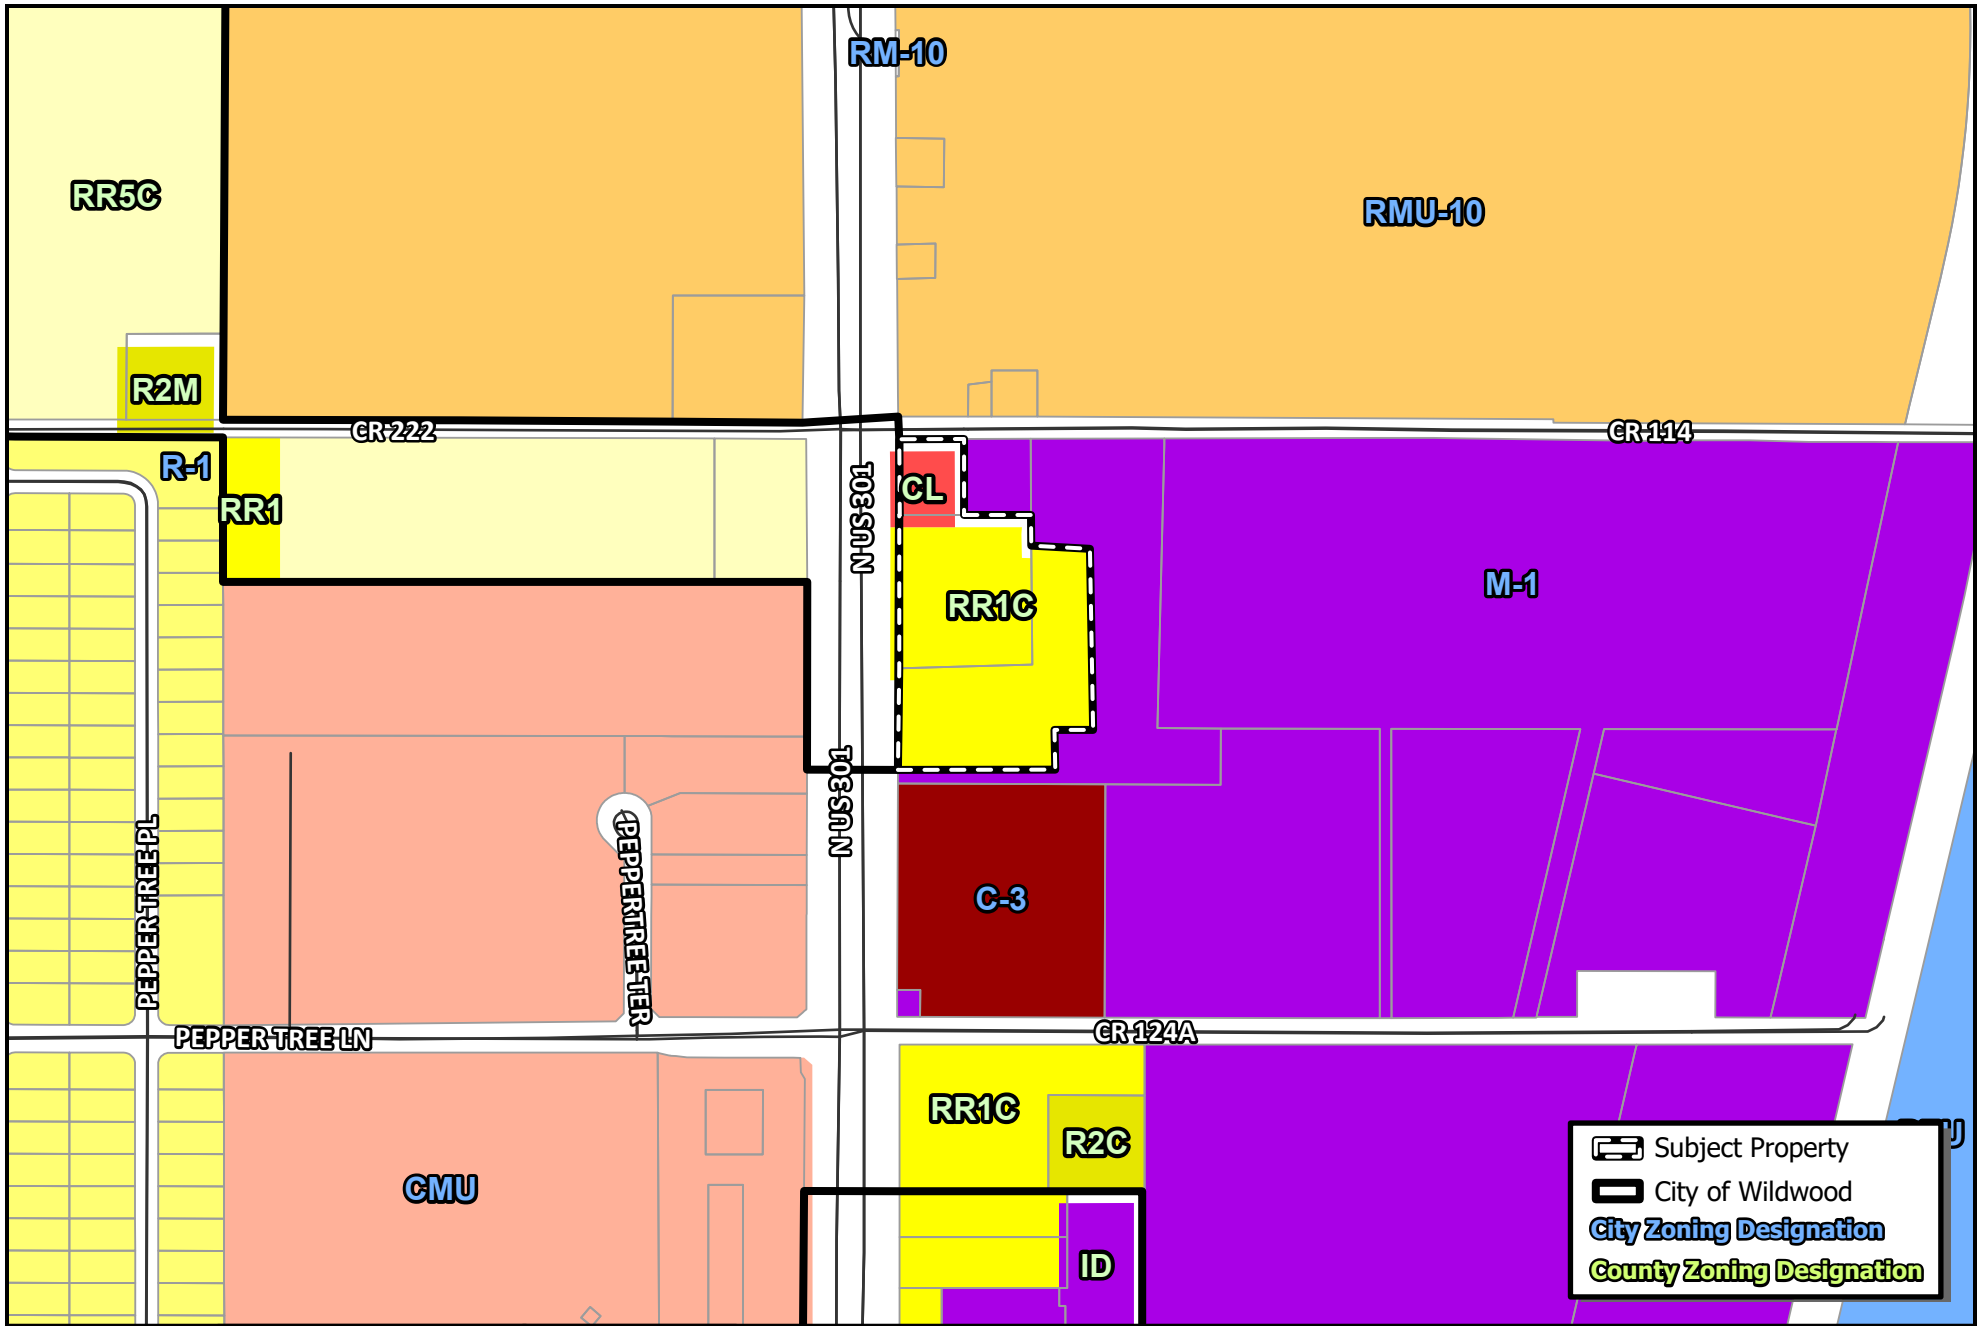 RM-10
RR5C
RMU-10
R2M
CR 222
CR 114
R-1
CL
RR1
N US 301
M-1
RR1C
N US 301
PEPPER TREE PL
PEPPERTREE TER
C-3
PEPPER TREE LN
CR 124A
RR1C
R2C
CMU
ID
Subject Property
City of Wildwood
City Zoning Designation
County Zoning Designation